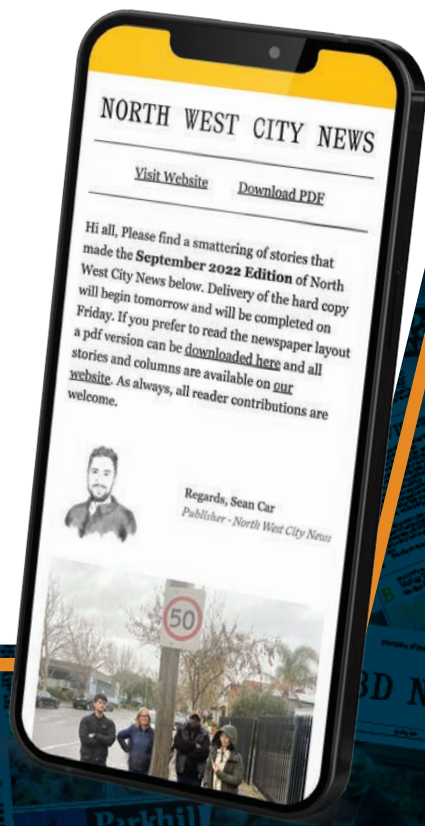 NORTH WEST CITY NEWS
Visit Website Download PDF
Hi all, Please find a smattering of stories that
made the September 2022 Edition of North
West City News below. Delivery of the hard copy
will begin tomorrow and will be completed on
Friday. If you prefer to read the newspaper layout
a pdf version can be downloaded here and all
stories and columns are available on our
website. As always, all reader contributions are
welcome.
Regards, Sean Car
Publisher - North West City News
50
BD N
Parkhill